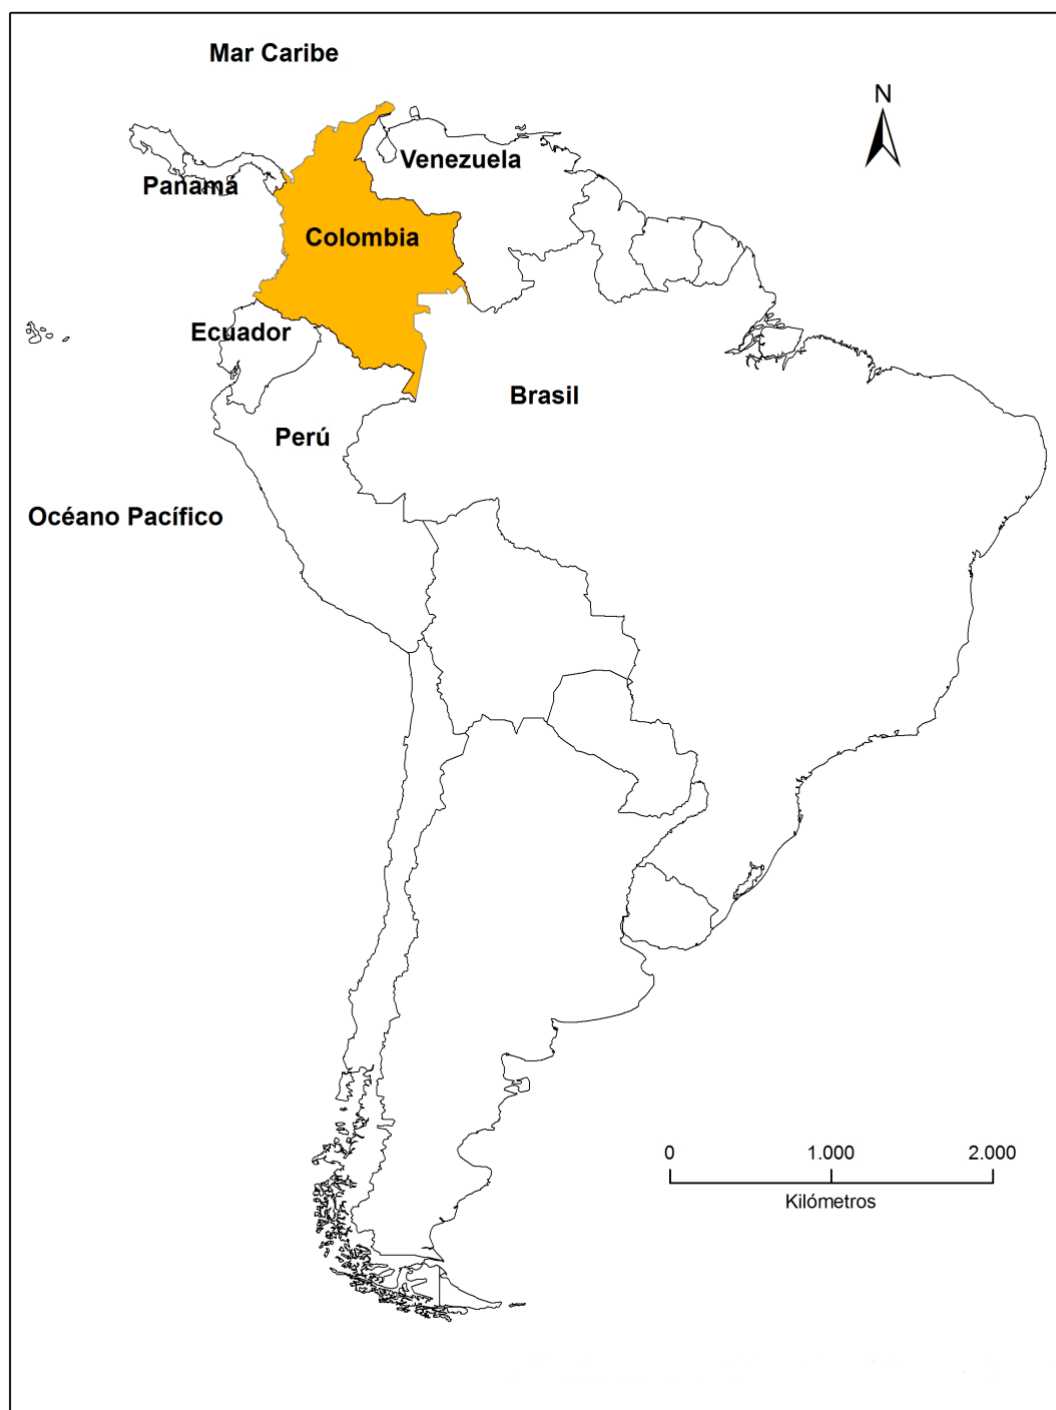 Mar Caribe
N
Venezuela
Panamá
Colombia
Ecuador
Brasil
Perú
Océano Pacífico
0 1.000 2.000
Kilómetros